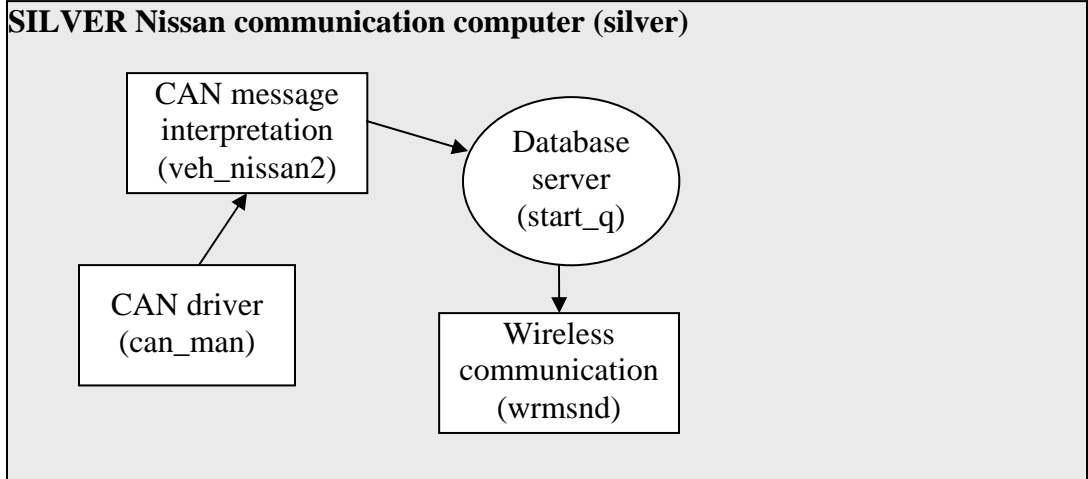 SILVER Nissan communication computer (silver)
CAN message
interpretation
(veh_nissan2)
Database
server
(start_q)
CAN driver
(can_man)
Wireless
communication
(wrmsnd)